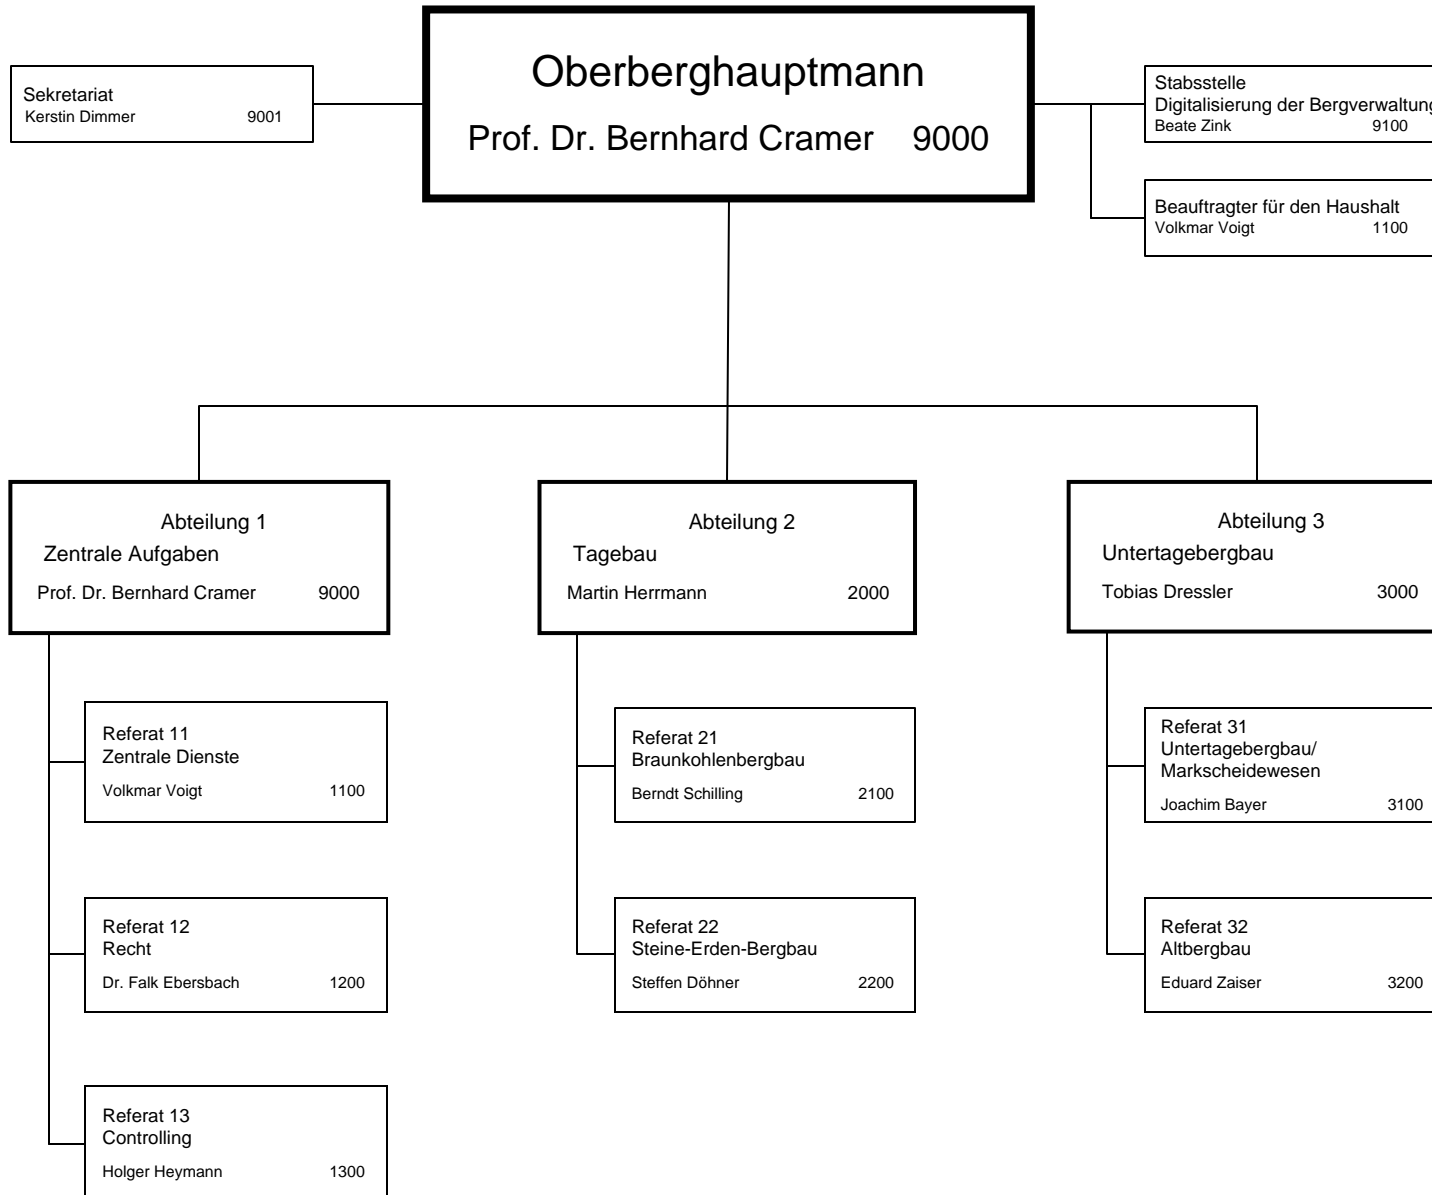 Oberberghauptmann
Prof. Dr. Bernhard Cramer 9000
Sekretariat
Kerstin Dimmer 9001
Stabsstelle
Digitalisierung der Bergverwaltung
Beate Zink 9100
Beauftragter für den Haushalt
Volkmar Voigt 1100
Abteilung 1
Zentrale Aufgaben
Prof. Dr. Bernhard Cramer 9000
Referat 11
Zentrale Dienste
Volkmar Voigt 1100
Referat 12
Recht
Dr. Falk Ebersbach 1200
Referat 13
Controlling
Holger Heymann 1300
Abteilung 2
Tagebau
Martin Herrmann 2000
Referat 21
Braunkohlenbergbau
Berndt Schilling 2100
Referat 22
Steine-Erden-Bergbau
Steffen Döhner 2200
Abteilung 3
Untertagebergbau
Tobias Dressler 3000
Referat 31
Untertagebergbau/
Markscheidewesen
Joachim Bayer 3100
Referat 32
Altbergbau
Eduard Zaiser 3200